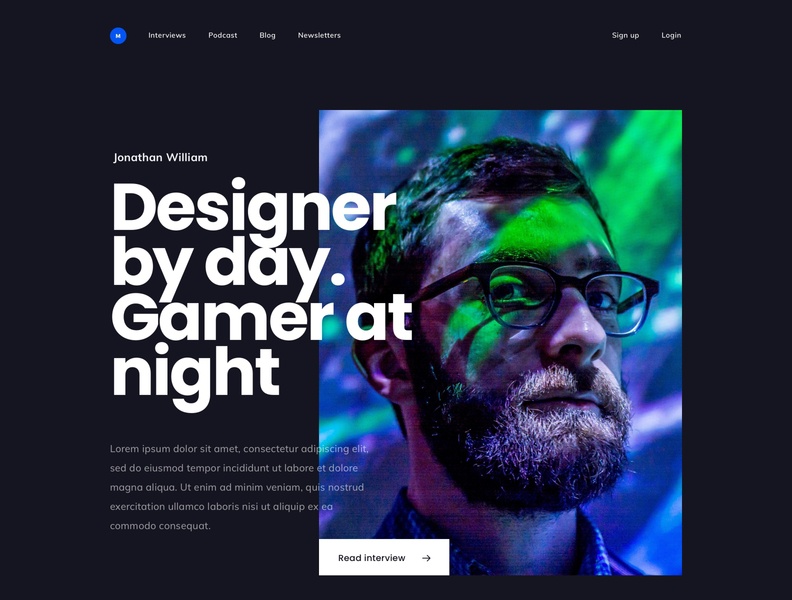 M
Interviews
Podcast
Blog
Newsletters
Sign up
Login
Jonathan William
Designer
by day.
Gamer at
night
Lorem ipsum dolor sit amet, consectetur adipiscing elit,
sed do eiusmod tempor incididunt ut labore et dolore
magna aliqua. Ut enim ad minim veniam, quis nostrud
exercitation ullamco laboris nisi ut aliquip ex ea
commodo consequat.
Read interview →